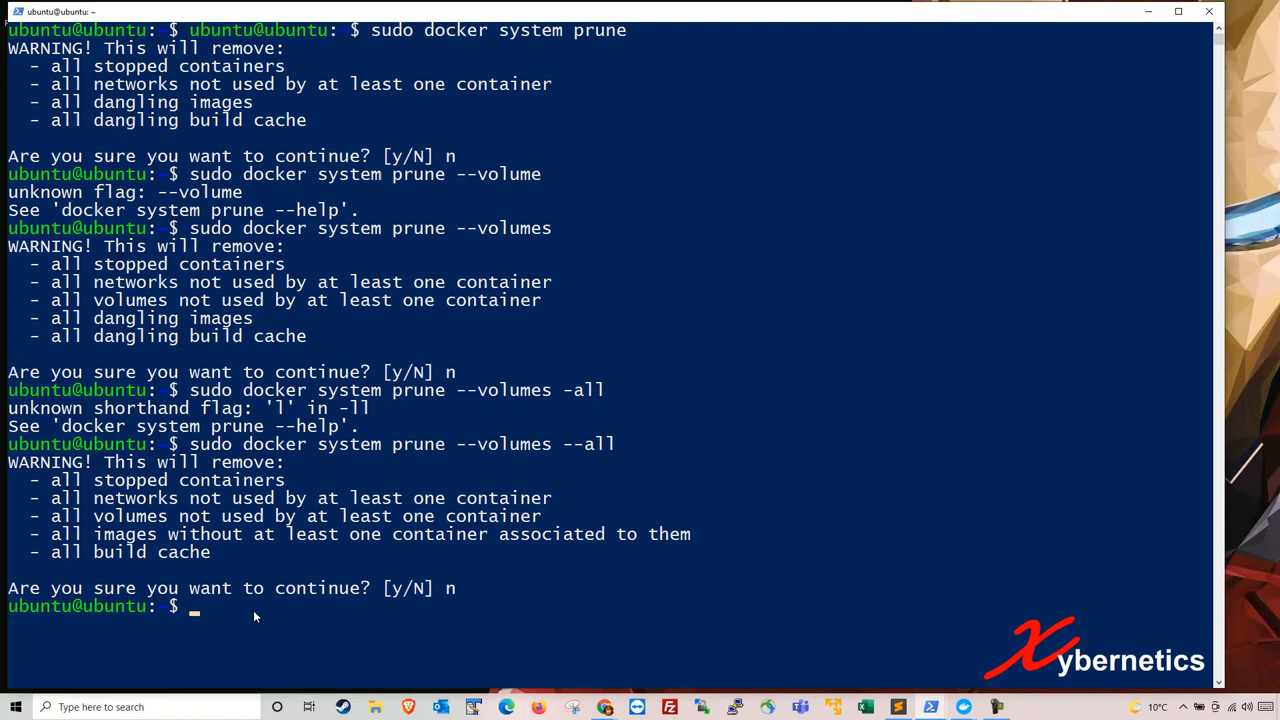 ubuntu@ubuntu: ~
ubuntu@ubuntu:~$ ubuntu@ubuntu:~$ sudo docker system prune
WARNING! This will remove:
  - all stopped containers
  - all networks not used by at least one container
  - all dangling images
  - all dangling build cache
Are you sure you want to continue? [y/N] n
ubuntu@ubuntu:~$ sudo docker system prune --volume
unknown flag: --volume
See 'docker system prune --help'.
ubuntu@ubuntu:~$ sudo docker system prune --volumes
WARNING! This will remove:
  - all stopped containers
  - all networks not used by at least one container
  - all volumes not used by at least one container
  - all dangling images
  - all dangling build cache
Are you sure you want to continue? [y/N] n
ubuntu@ubuntu:~$ sudo docker system prune --volumes -all
unknown shorthand flag: 'l' in -ll
See 'docker system prune --help'.
ubuntu@ubuntu:~$ sudo docker system prune --volumes --all
WARNING! This will remove:
  - all stopped containers
  - all networks not used by at least one container
  - all volumes not used by at least one container
  - all images without at least one container associated to them
  - all build cache
Are you sure you want to continue? [y/N] n
ubuntu@ubuntu:~$
Xybernetics
Type here to search
10°C